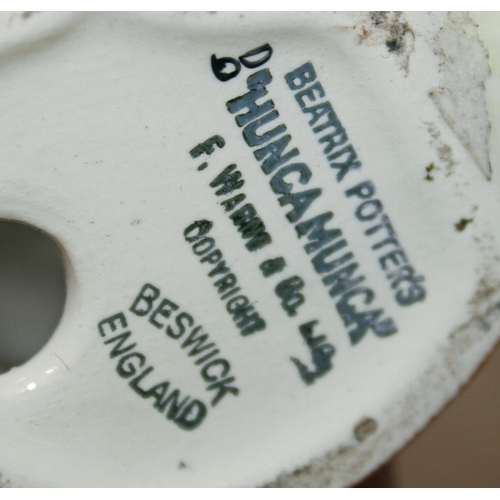 BEATRIX POTTER'S
"HUNCA MUNCA"
F. WARNE & Co. LTD.
COPYRIGHT
BESWICK
ENGLAND